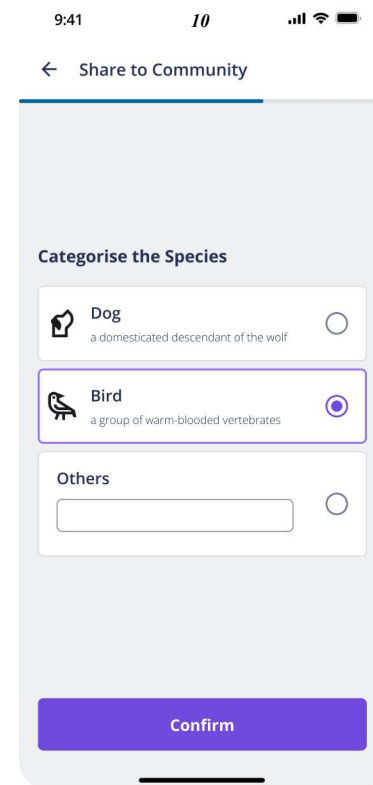 9:41 10
Share to Community
Categorise the Species
Dog
a domesticated descendant of the wolf
Bird
a group of warm-blooded vertebrates
Others
Confirm